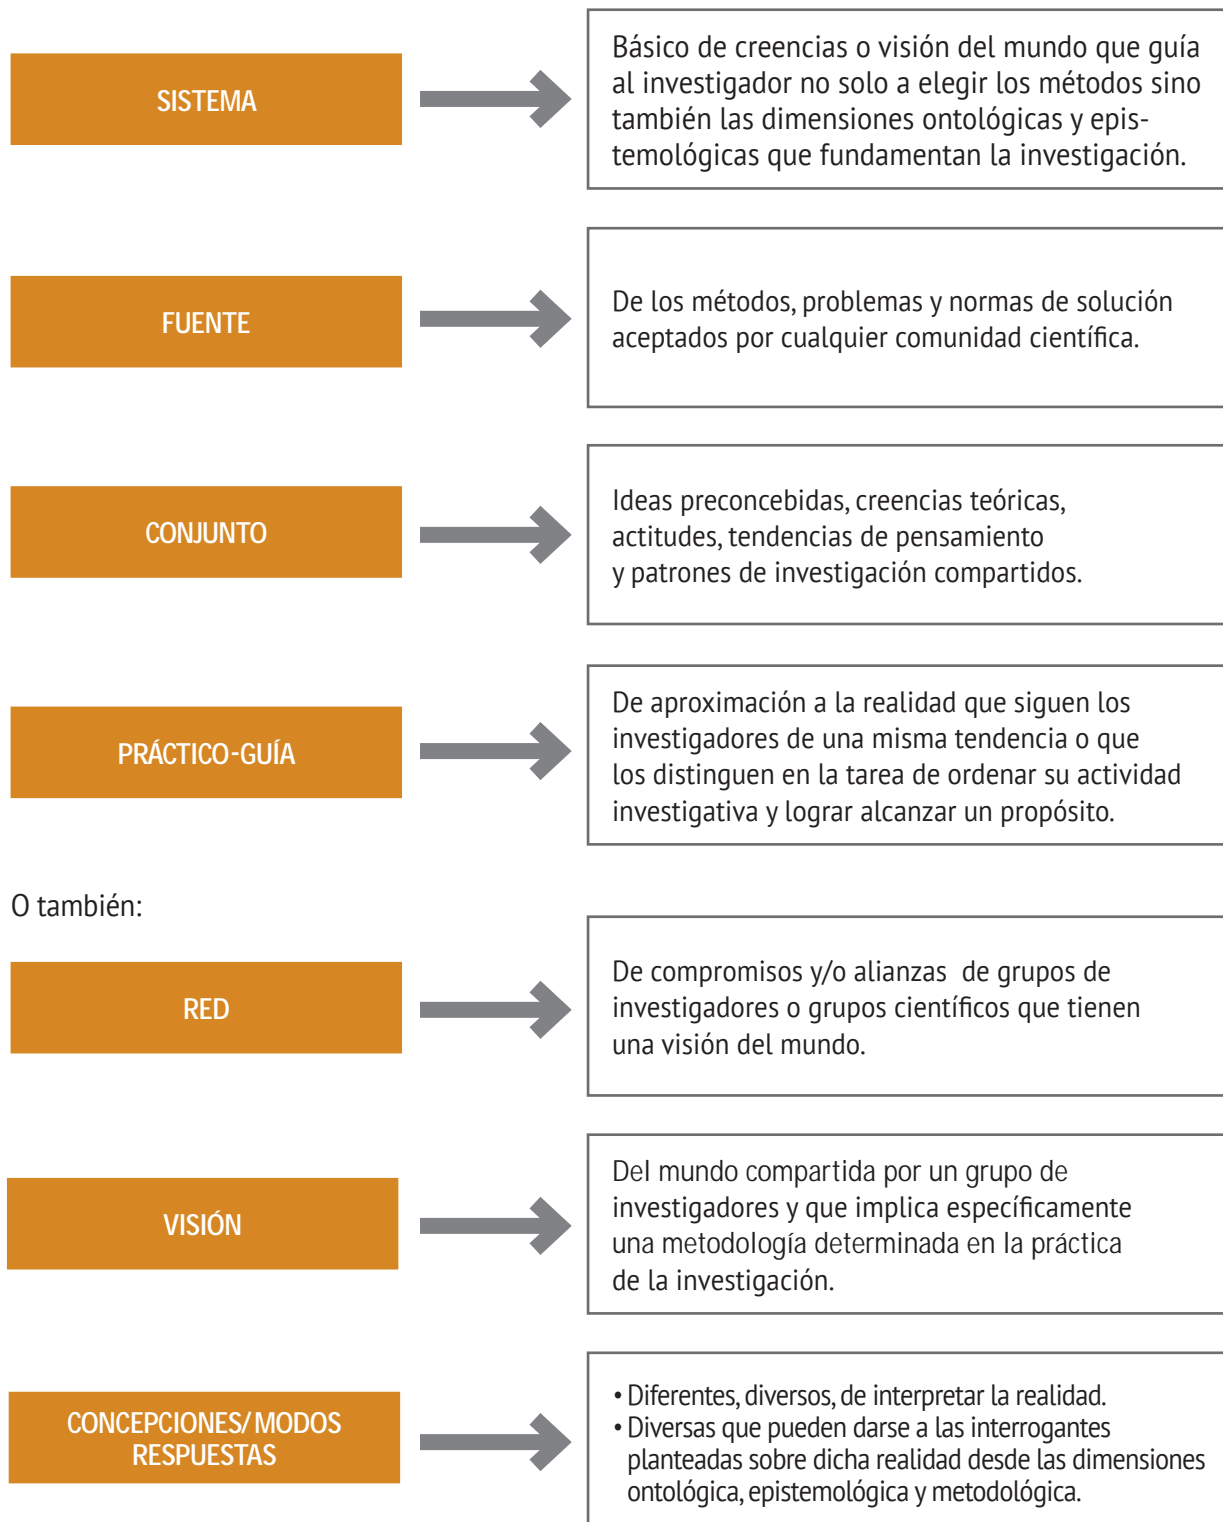 SISTEMA
Básico de creencias o visión del mundo que guía
al investigador no solo a elegir los métodos sino
también las dimensiones ontológicas y epis-
temológicas que fundamentan la investigación.
FUENTE
De los métodos, problemas y normas de solución
aceptados por cualquier comunidad científica.
CONJUNTO
Ideas preconcebidas, creencias teóricas,
actitudes, tendencias de pensamiento
y patrones de investigación compartidos.
PRÁCTICO-GUÍA
De aproximación a la realidad que siguen los
investigadores de una misma tendencia o que
los distinguen en la tarea de ordenar su actividad
investigativa y lograr alcanzar un propósito.
O también:
RED
De compromisos y/o alianzas de grupos de
investigadores o grupos científicos que tienen
una visión del mundo.
VISIÓN
Del mundo compartida por un grupo de
investigadores y que implica específicamente
una metodología determinada en la práctica
de la investigación.
CONCEPCIONES/ MODOS
RESPUESTAS
• Diferentes, diversos, de interpretar la realidad.
• Diversas que pueden darse a las interrogantes
planteadas sobre dicha realidad desde las dimensiones
ontológica, epistemológica y metodológica.